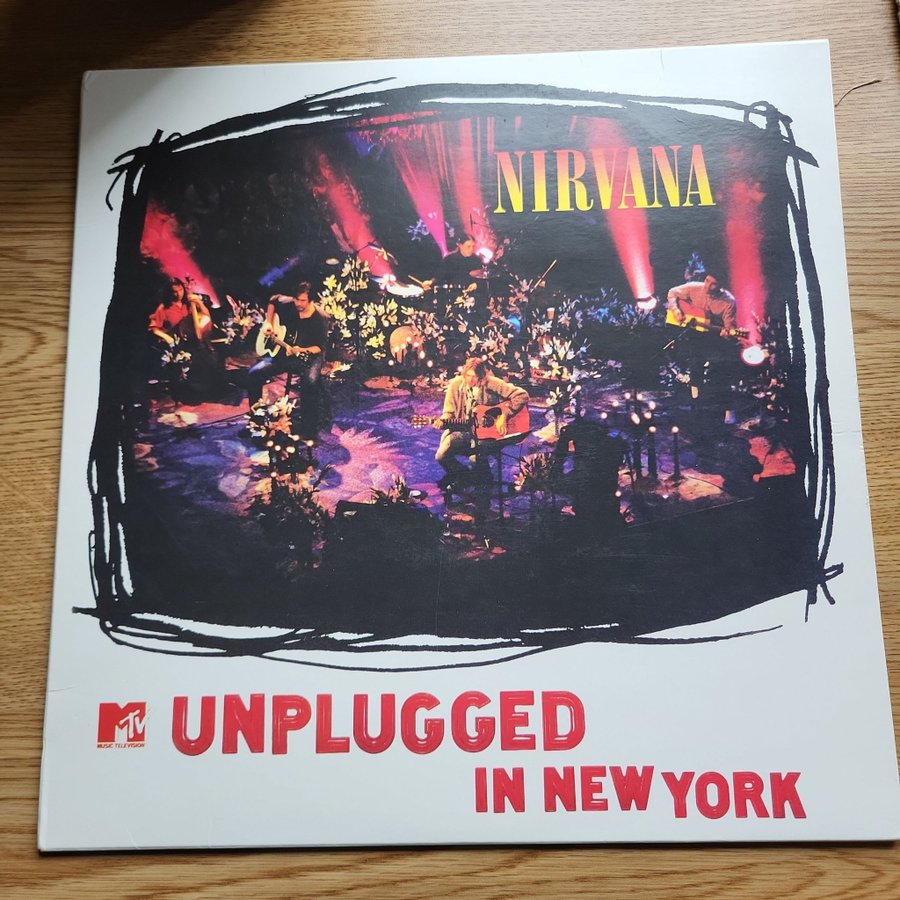 NIRVANA
MTV
MUSIC TELEVISION
UNPLUGGED
IN NEW YORK